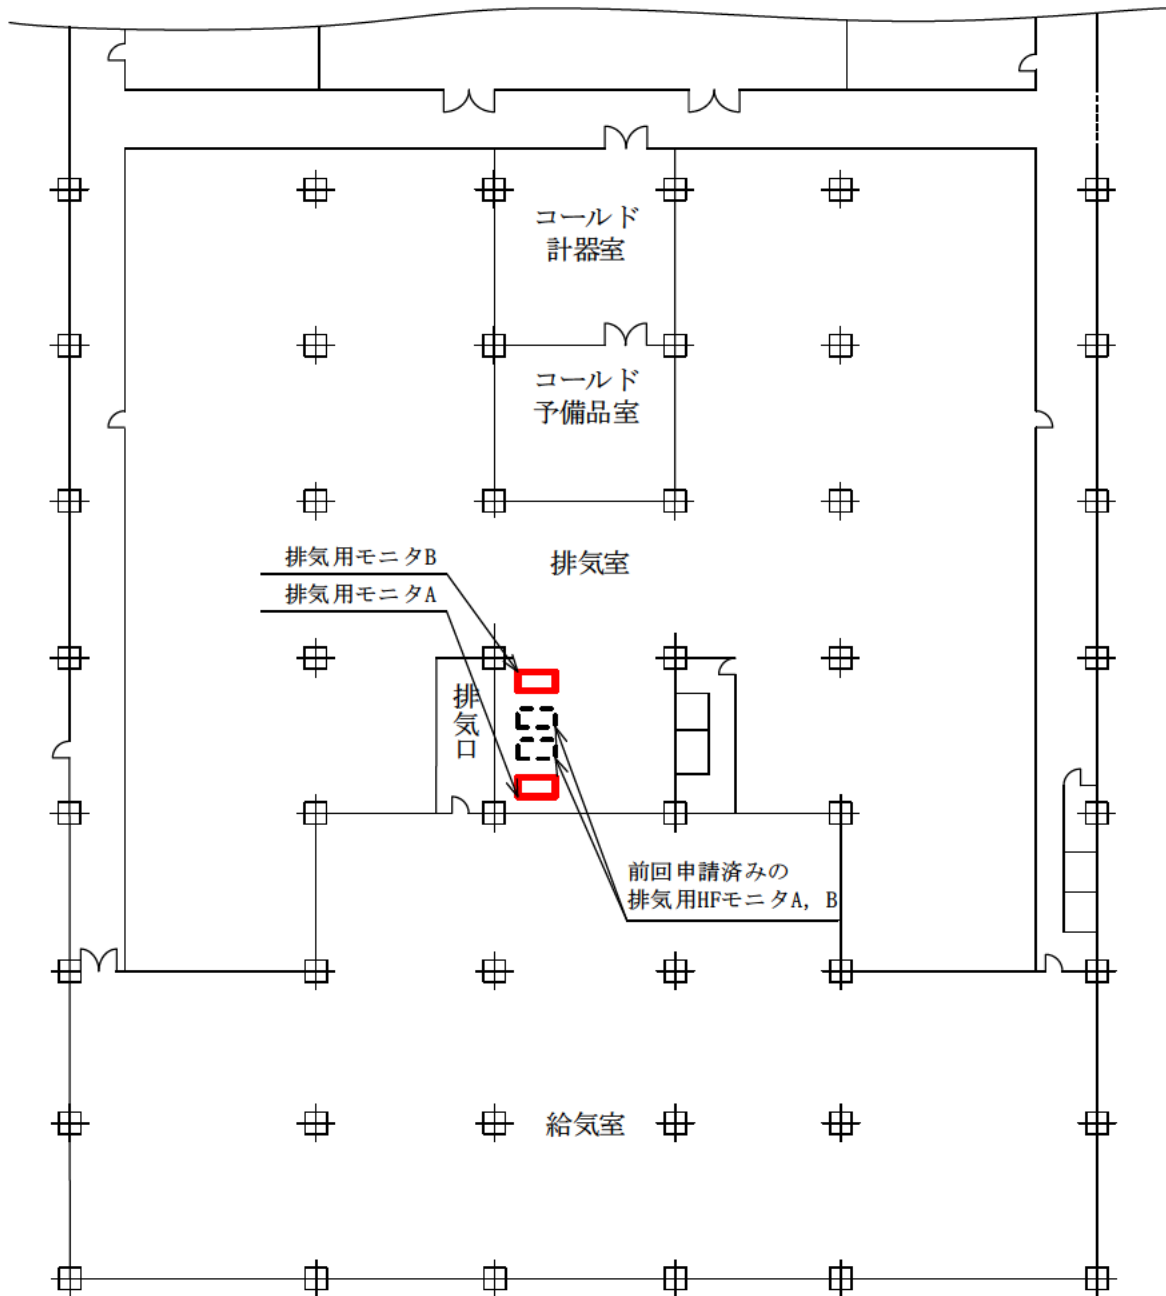 コールド
計器室
コールド
予備品室
排気用モニタB
排気室
排気用モニタA
排気口
前回申請済みの
排気用HFモニタA, B
給気室